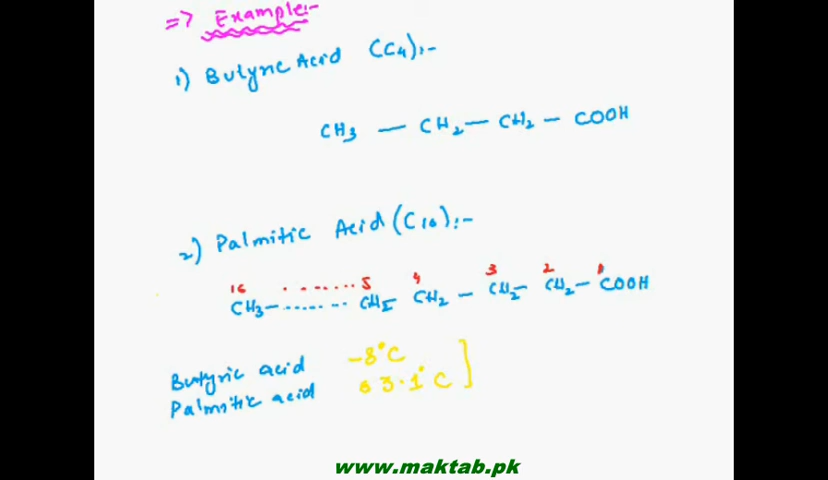 => Example:-
1) Butyric Acid (C4):-
CH3 — CH2 — CH2 — COOH
2) Palmitic Acid (C16):-
16 ........ 5 4 3 2 1
CH3-.......CH2 — CH2 — CH2 — CH2 — COOH
Butyric acid -8°C
Palmitic acid 63.1°C ]
www.maktab.pk